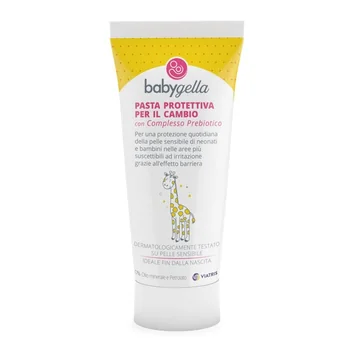 babygella
PASTA PROTETTIVA
PER IL CAMBIO
con Complesso Prebiotico
Per una protezione quotidiana
della pelle sensibile di neonati
e bambini nelle aree più
suscettibili ad irritazione
grazie all'effetto barriera
DERMATOLOGICAMENTE TESTATO
SU PELLE SENSIBILE
IDEALE FIN DALLA NASCITA
VIATRIS